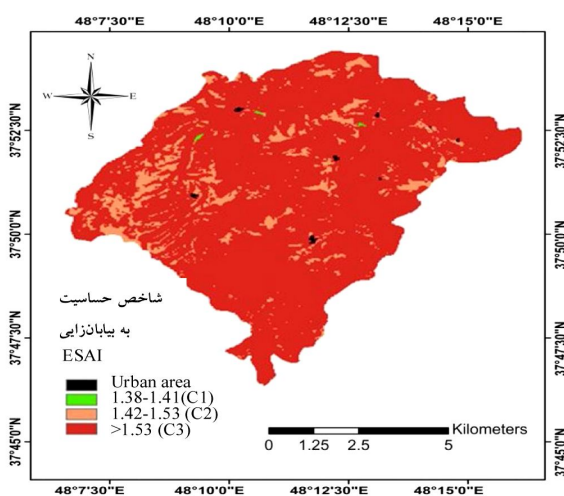 48°7'30"E 48°10'0"E 48°12'30"E 48°15'0"E
N
W E
S
37°52'30"N 37°52'30"N
37°50'0"N 37°50'0"N
37°47'30"N 37°47'30"N
37°45'0"N 37°45'0"N
شاخص حساسیت
به بیابان‌زایی
ESAI
Urban area
1.38-1.41(C1)
1.42-1.53 (C2)
>1.53 (C3)
Kilometers
0 1.25 2.5 5
48°7'30"E 48°10'0"E 48°12'30"E 48°15'0"E